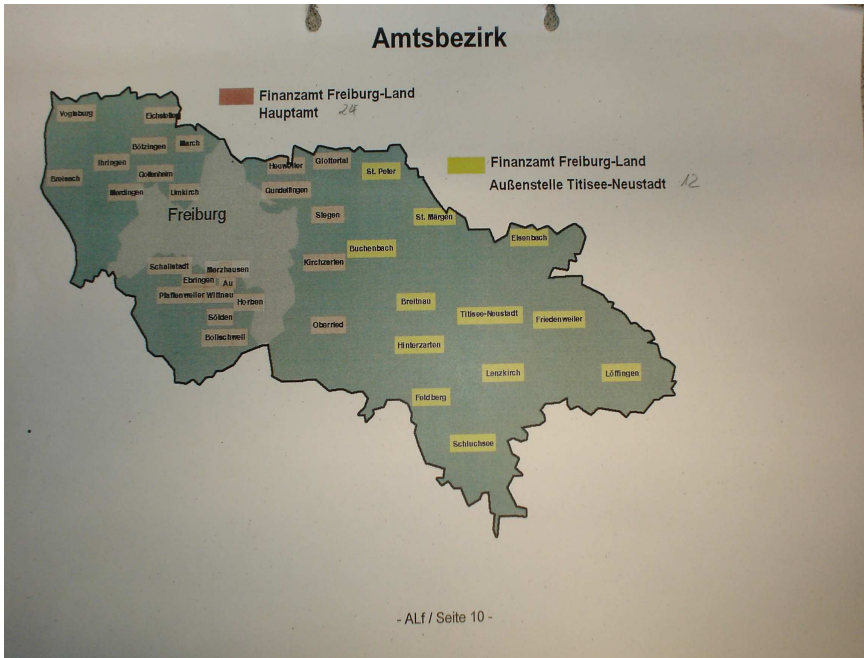 Amtsbezirk
Finanzamt Freiburg-Land
Hauptamt 24
Finanzamt Freiburg-Land
Außenstelle Titisee-Neustadt 12
Vogtsburg
Eichstetten
Bötzingen
March
Ihringen
Gottenheim
Breisach
Merdingen
Umkirch
Heuweiler
Glottertal
St. Peter
Gundelfingen
Freiburg
Stegen
St. Märgen
Eisenbach
Buchenbach
Kirchzarten
Schallstadt
Merzhausen
Ebringen
Au
Pfaffenweiler
Wittnau
Horben
Sölden
Bollschweil
Oberried
Breitnau
Titisee-Neustadt
Friedenweiler
Hinterzarten
Lenzkirch
Löffingen
Feldberg
Schluchsee
- ALf / Seite 10 -